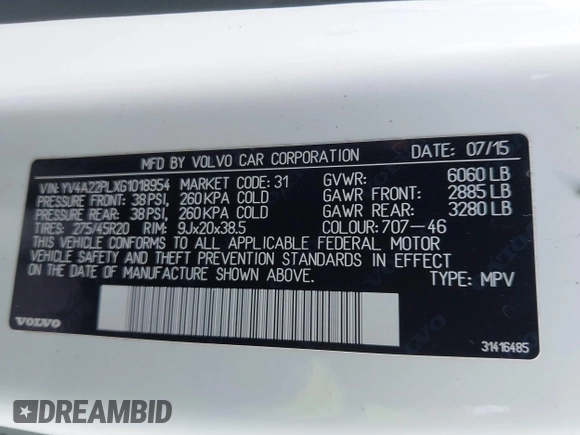 MFD BY VOLVO CAR CORPORATION DATE: 07/15
VIN: YV4A22PLXG1018954 MARKET CODE: 31 GVWR: 6060 LB
PRESSURE FRONT: 38 PSI, 260 KPA COLD GAWR FRONT: 2885 LB
PRESSURE REAR: 38 PSI, 260 KPA COLD GAWR REAR: 3280 LB
TIRES: 275/45R20 RIM: 9Jx20x38.5 COLOUR: 707-46
THIS VEHICLE CONFORMS TO ALL APPLICABLE FEDERAL MOTOR
VEHICLE SAFETY AND THEFT PREVENTION STANDARDS IN EFFECT
ON THE DATE OF MANUFACTURE SHOWN ABOVE.
TYPE: MPV
VOLVO
31416485
DREAMBID